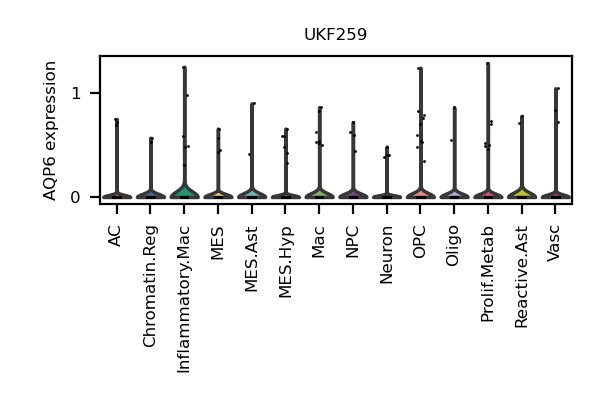 UKF259
AQP6 expression
1
0
AC
Chromatin.Reg
Inflammatory.Mac
MES
MES.Ast
MES.Hyp
Mac
NPC
Neuron
OPC
Oligo
Prolif.Metab
Reactive.Ast
Vasc